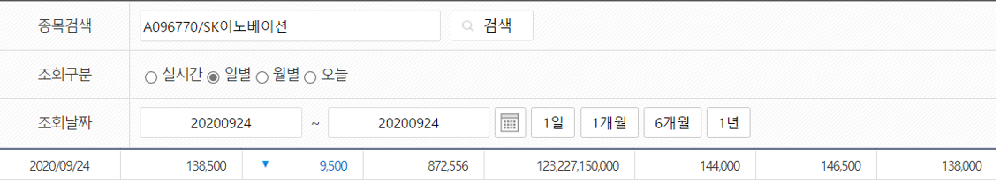 종목검색 A096770/SK이노베이션 검색
조회구분 실시간 일별 월별 오늘
조회날짜 20200924 ~ 20200924 1일 1개월 6개월 1년
2020/09/24 138,500 ▼ 9,500 872,556 123,227,150,000 144,000 146,500 138,000